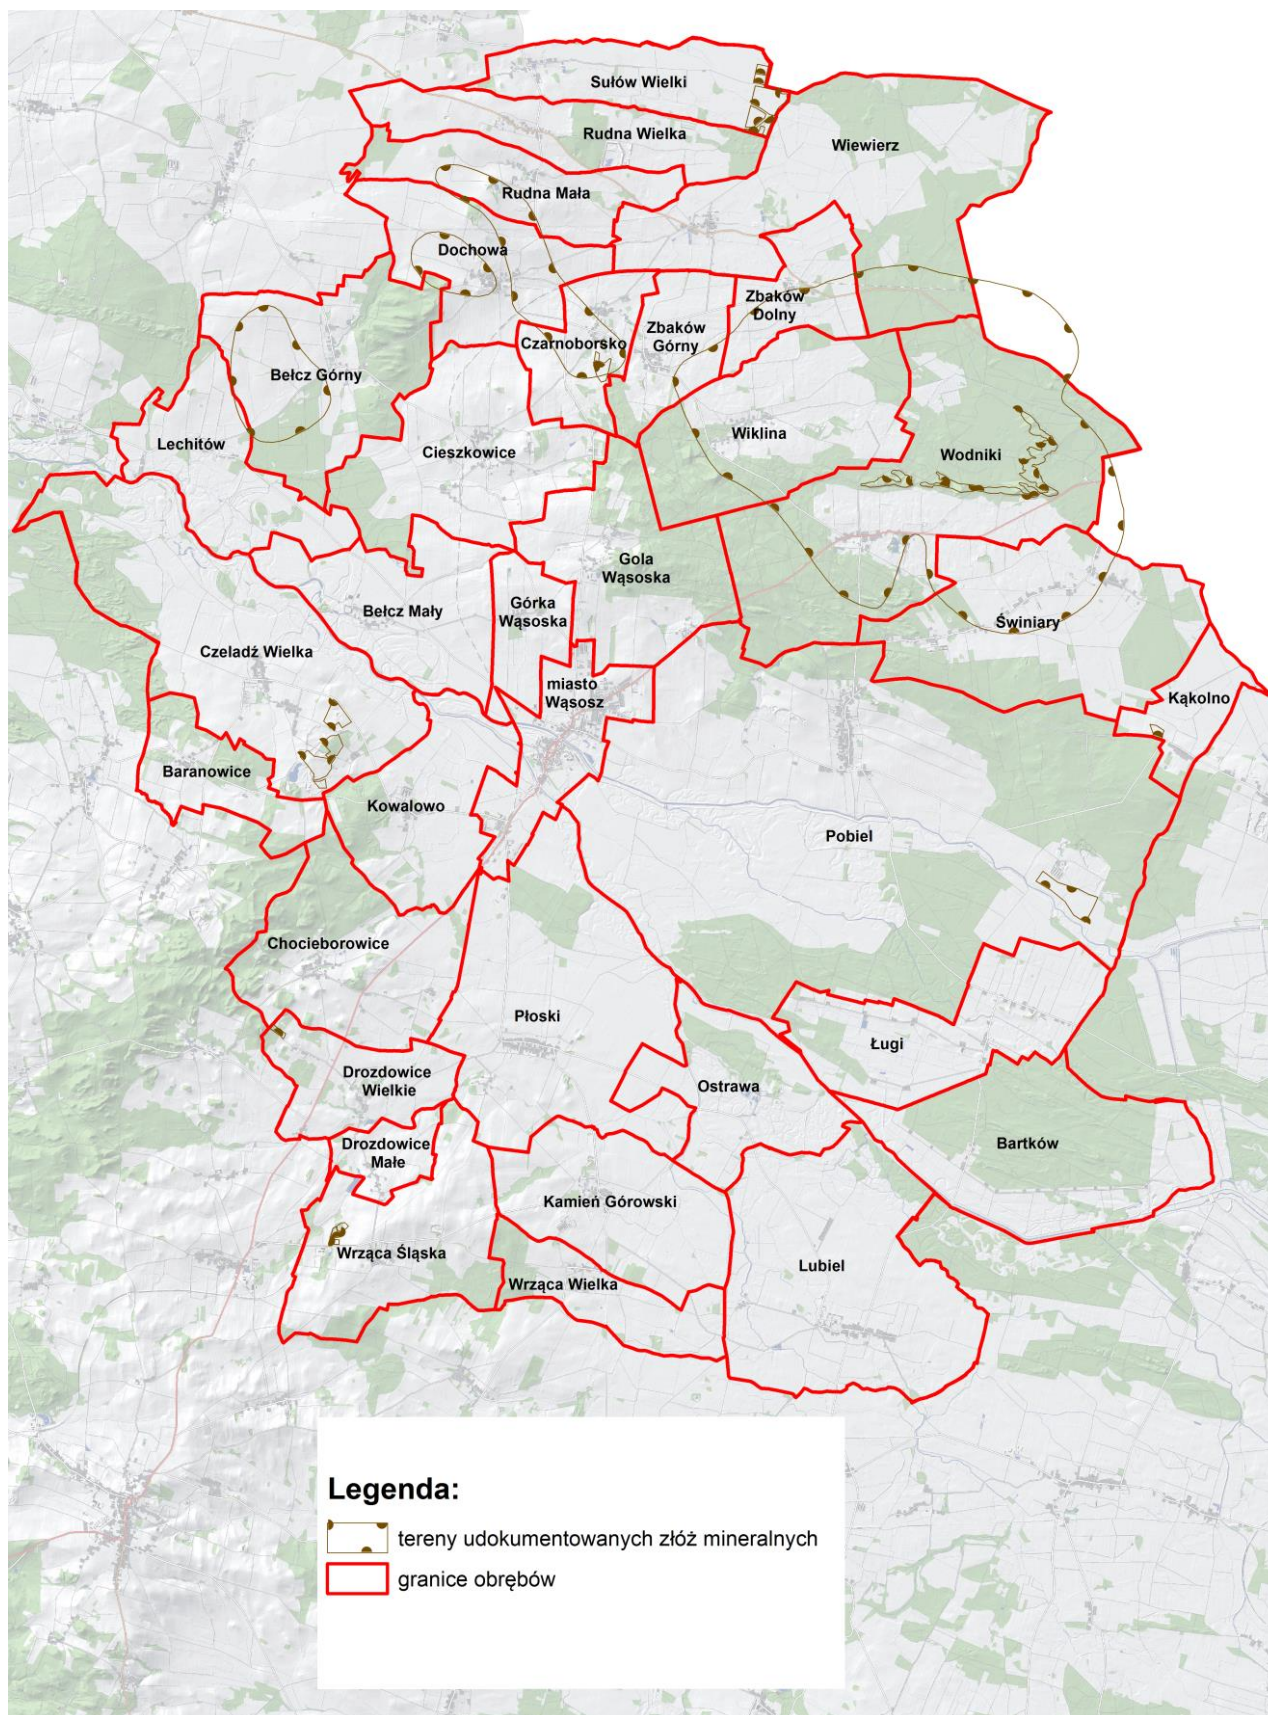 Sułów Wielki
Rudna Wielka
Wiewierz
Rudna Mała
Dochowa
Zbaków
Dolny
Zbaków
Górny
Czarnoborsko
Bełcz Górny
Wiklina
Lechitów
Cieszkowice
Wodniki
Gola
Wąsoska
Górka
Wąsoska
Bełcz Mały
Świniary
Czeladź Wielka
miasto
Wąsosz
Kąkolno
Baranowice
Kowalowo
Pobiel
Chocieborowice
Płoski
Ługi
Drozdowice
Wielkie
Ostrawa
Drozdowice
Małe
Bartków
Kamień Górowski
Wrząca Śląska
Lubiel
Wrząca Wielka
Legenda:
tereny udokumentowanych złóż mineralnych
granice obrębów